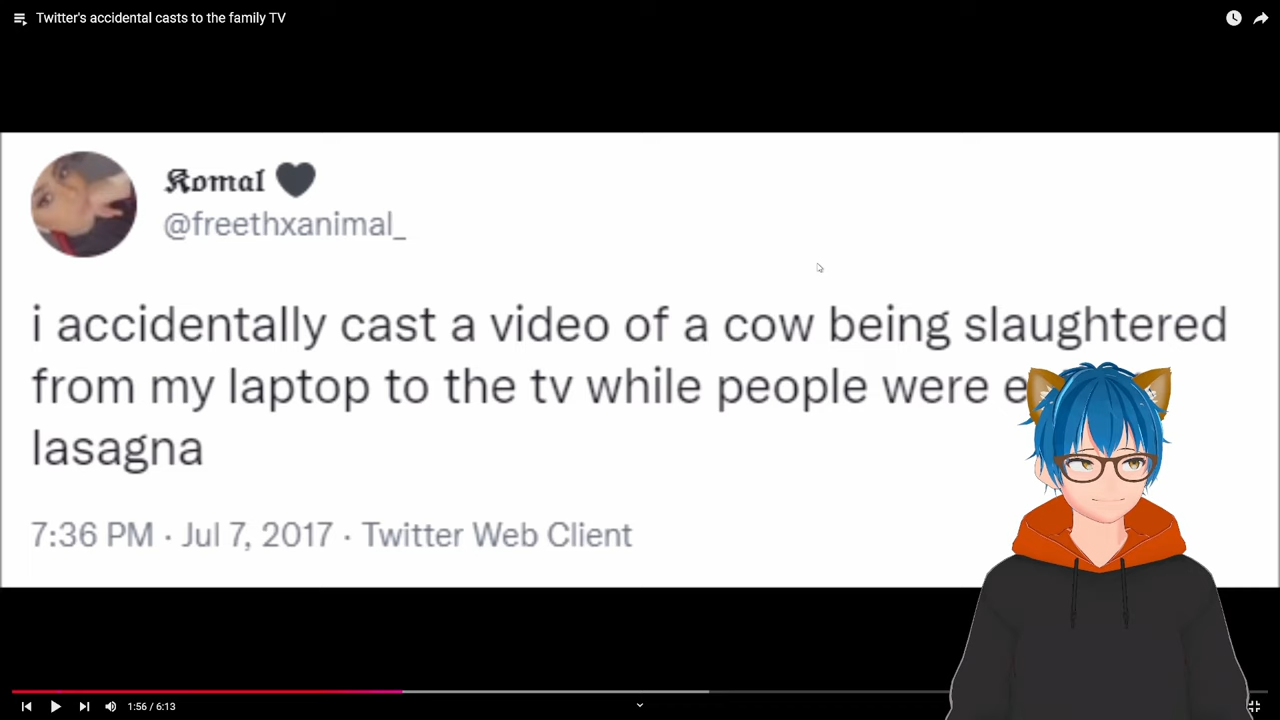 Twitter's accidental casts to the family TV
𝕶omal 🖤
@freethxanimal_
i accidentally cast a video of a cow being slaughtered
from my laptop to the tv while people were
lasagna
7:36 PM · Jul 7, 2017 · Twitter Web Client
1:56 / 6:13